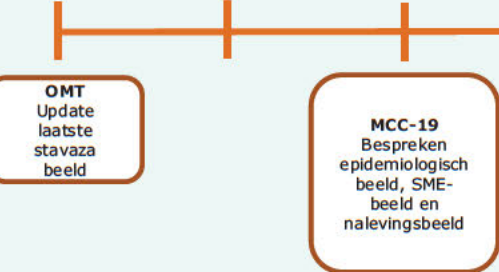 OMT
Update
laatste
stavaza
beeld
MCC-19
Bespreken
epidemiologisch
beeld, SME-
beeld en
nalevingsbeeld